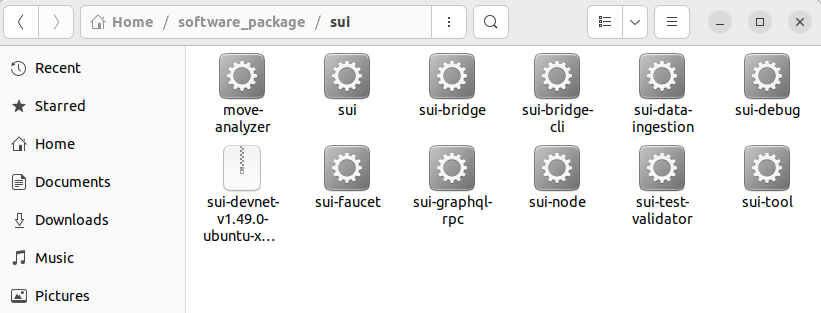 Home / software_package / sui
Recent
Starred
Home
Documents
Downloads
Music
Pictures
move-
analyzer
sui
sui-bridge
sui-bridge-
cli
sui-data-
ingestion
sui-debug
sui-devnet-
v1.49.0-
ubuntu-x...
sui-faucet
sui-graphql-
rpc
sui-node
sui-test-
validator
sui-tool